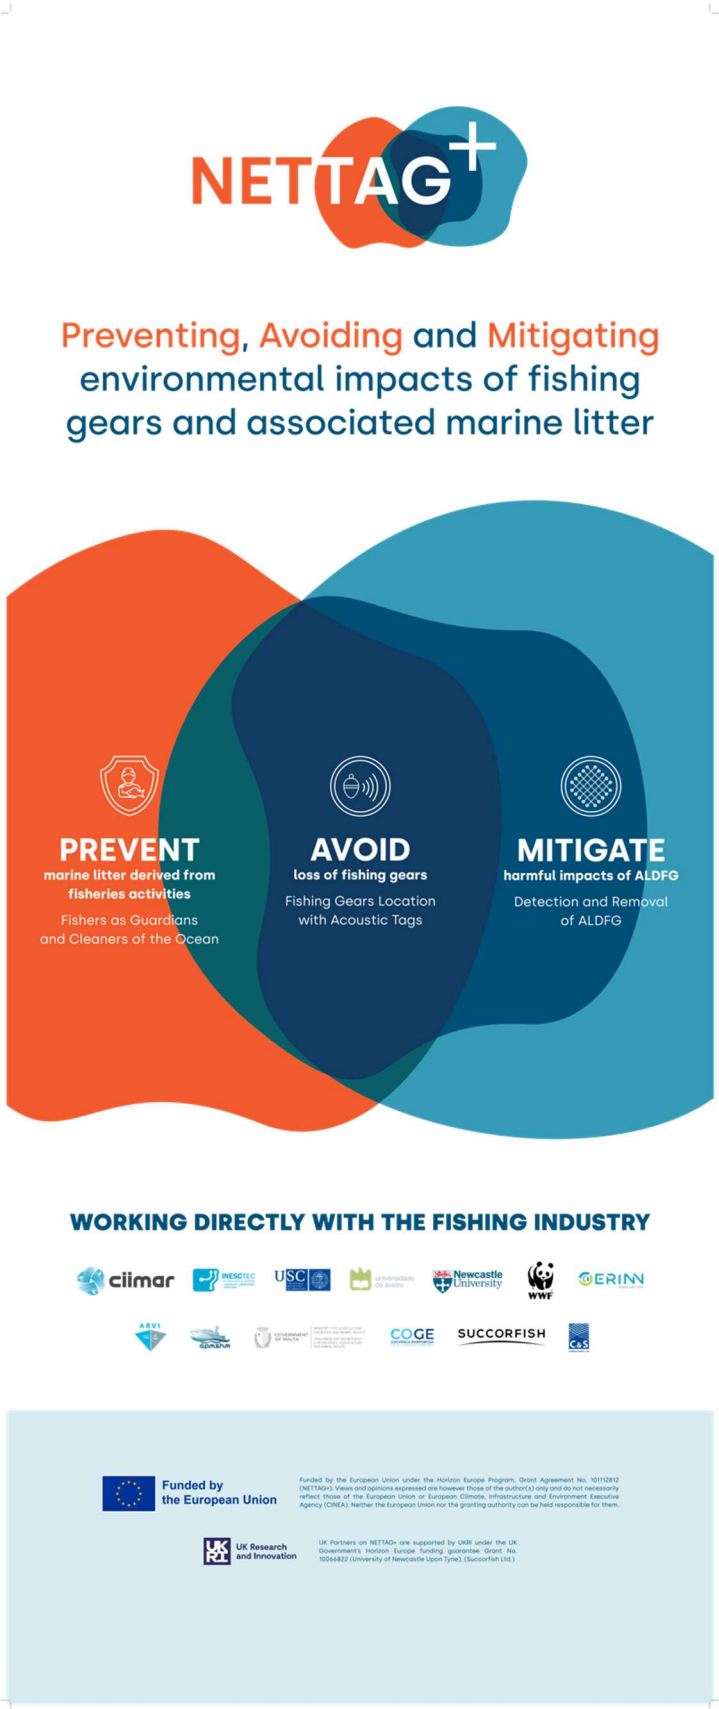 NETTAG+
Preventing, Avoiding and Mitigating
environmental impacts of fishing
gears and associated marine litter
PREVENT
marine litter derived from
fisheries activities
Fishers as Guardians
and Cleaners of the Ocean
AVOID
loss of fishing gears
Fishing Gears Location
with Acoustic Tags
MITIGATE
harmful impacts of ALDFG
Detection and Removal
of ALDFG
WORKING DIRECTLY WITH THE FISHING INDUSTRY
ciimar
INESCTEC
USC
universidade
de aveiro
Newcastle
University
WWF
ERINN
ARVI
apmshm
GOVERNMENT
OF MALTA
COGE
SUCCORFISH
C&S
Funded by
the European Union
Funded by the European Union under the Horizon Europe Program, Grant Agreement No. 101112812
(NETTAG+). Views and opinions expressed are however those of the author(s) only and do not necessarily
reflect those of the European Union or European Climate, Infrastructure and Environment Executive
Agency (CINEA). Neither the European Union nor the granting authority can be held responsible for them.
UKRI
UK Research
and Innovation
UK Partners on NETTAG+ are supported by UKRI under the UK
Government's Horizon Europe funding guarantee Grant No.
10066822 (University of Newcastle Upon Tyne), (Succorfish Ltd.)